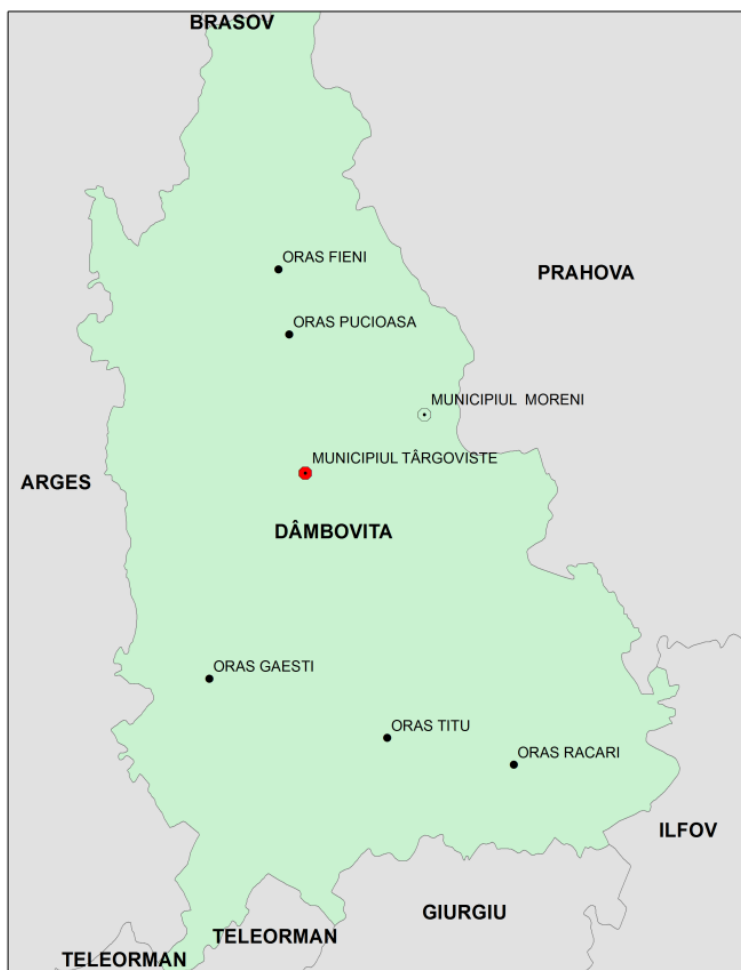 BRASOV
ORAS FIENI
PRAHOVA
ORAS PUCIOASA
MUNICIPIUL MORENI
MUNICIPIUL TÂRGOVISTE
ARGES
DÂMBOVITA
ORAS GAESTI
ORAS TITU
ORAS RACARI
ILFOV
GIURGIU
TELEORMAN
TELEORMAN